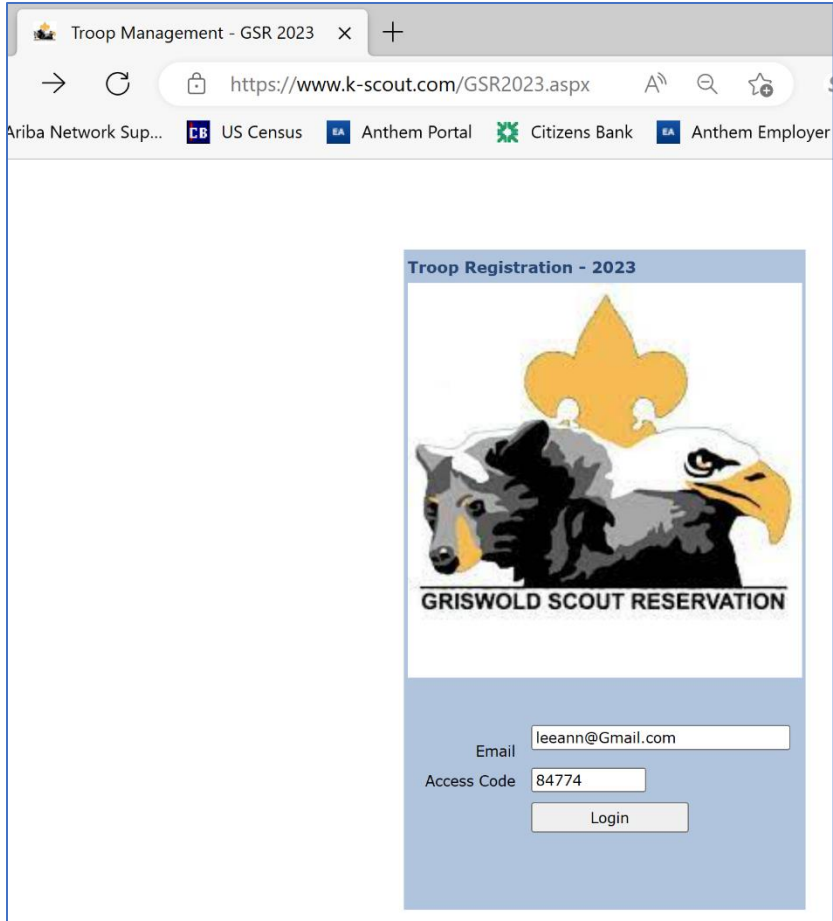 Troop Management - GSR 2023
https://www.k-scout.com/GSR2023.aspx
Ariba Network Sup... CB US Census EA Anthem Portal Citizens Bank EA Anthem Employer
Troop Registration - 2023
GRISWOLD SCOUT RESERVATION
Email leeann@Gmail.com
Access Code 84774
Login